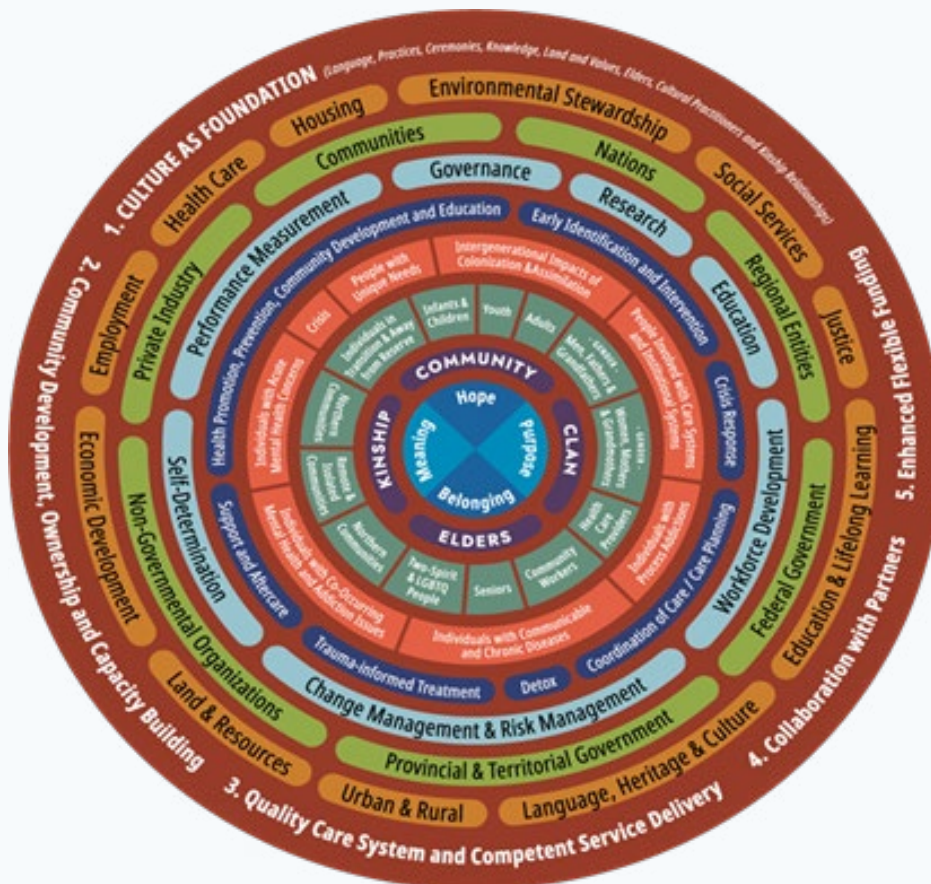 1. CULTURE AS FOUNDATION (Language, Practices, Ceremonies, Knowledge, Land and Values, Elders, Cultural Practitioners and Kinship Relationships)
2. Community Development, Ownership and Capacity Building
3. Quality Care System and Competent Service Delivery
4. Collaboration with Partners
5. Enhanced Flexible Funding
Environmental Stewardship
Social Services
Justice
Education & Lifelong Learning
Language, Heritage & Culture
Urban & Rural
Land & Resources
Economic Development
Employment
Health Care
Housing
Communities
Nations
Regional Entities
Federal Government
Provincial & Territorial Government
Non-Governmental Organizations
Private Industry
Governance
Research
Education
Workforce Development
Change Management & Risk Management
Self-Determination
Performance Measurement
Health Promotion, Prevention, Community Development and Education
Early Identification and Intervention
Crisis Response
Coordination of Care / Care Planning
Detox
Trauma-informed Treatment
Support and Aftercare
Intergenerational Impacts of
Colonization &Assimilation
People Involved with Care Systems
and Institutional Systems
Individuals with
Process Addictions
Individuals with Communicable
and Chronic Diseases
Individuals with Co-Occurring
Mental Health and Addiction Issues
Individuals with Acute
Mental Health Concerns
Crisis
People with
Unique Needs
Infants &
Children
Youth
Adults
- GENDER -
Men, Fathers &
Grandfathers
- GENDER -
Women, Mothers
& Grandmothers
Health
Care
Providers
Community
Workers
Seniors
Two-Spirit
& LGBTQ
People
Northern
Communities
Remote &
Isolated
Communities
Northern
Communities
Individuals in
Transition & Away
from Reserve
COMMUNITY
CLAN
ELDERS
KINSHIP
Hope
Purpose
Belonging
Meaning